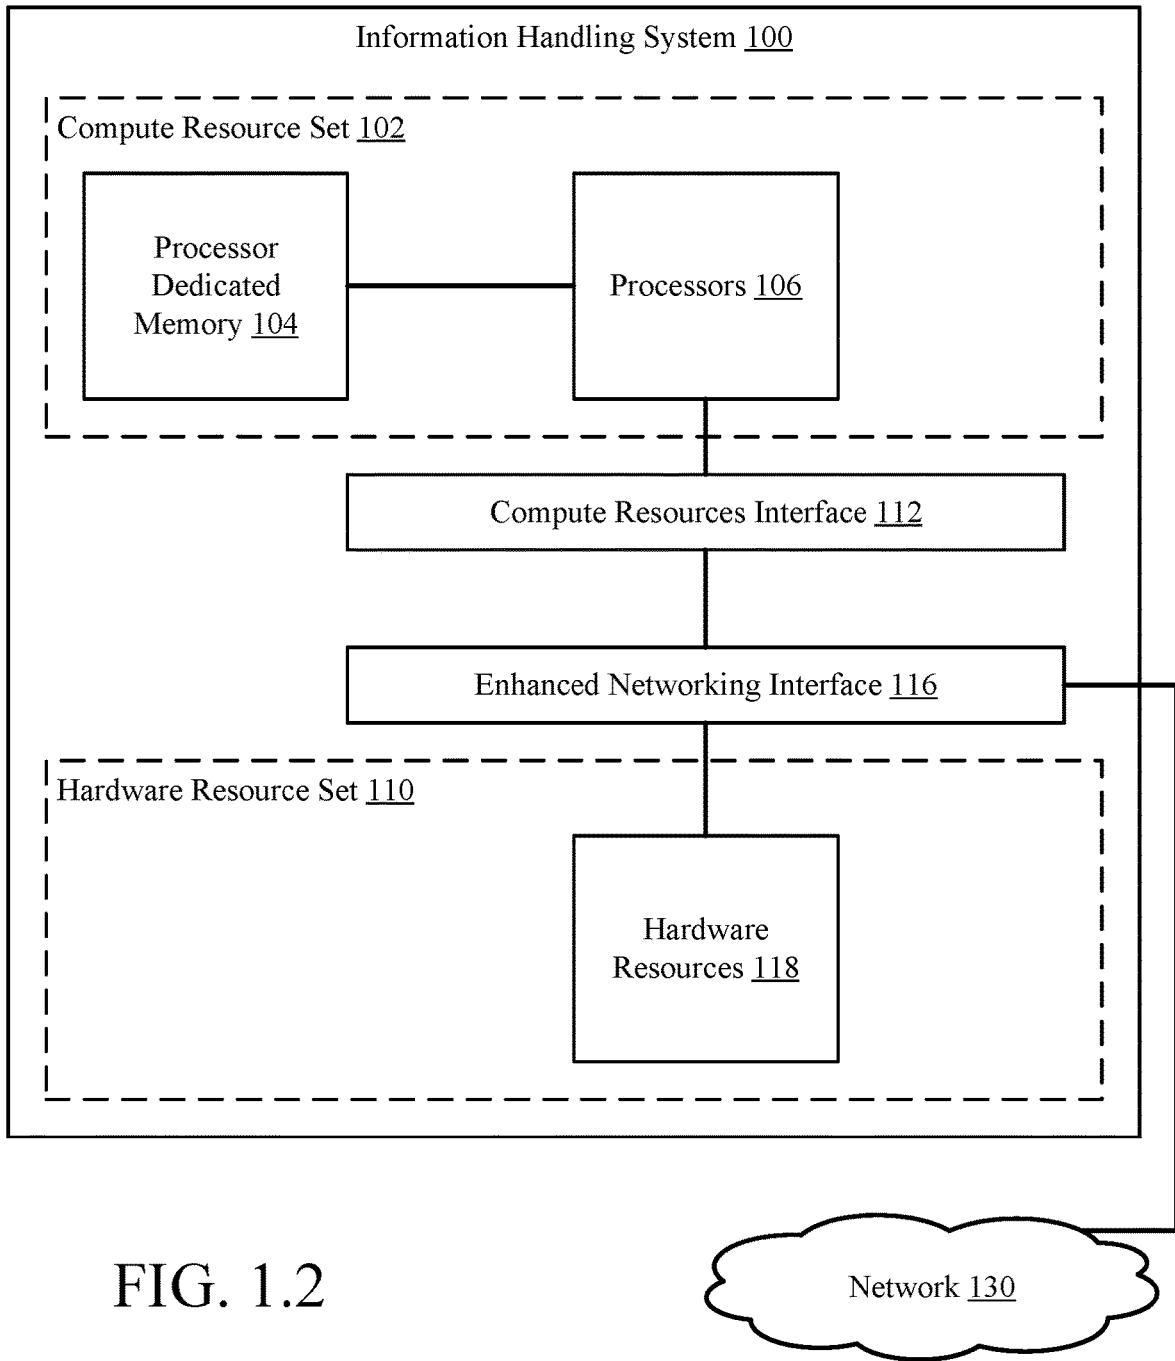 Information Handling System 100
Compute Resource Set 102
Processor
Dedicated
Memory 104
Processors 106
Compute Resources Interface 112
Enhanced Networking Interface 116
Hardware Resource Set 110
Hardware
Resources 118
FIG. 1.2
Network 130